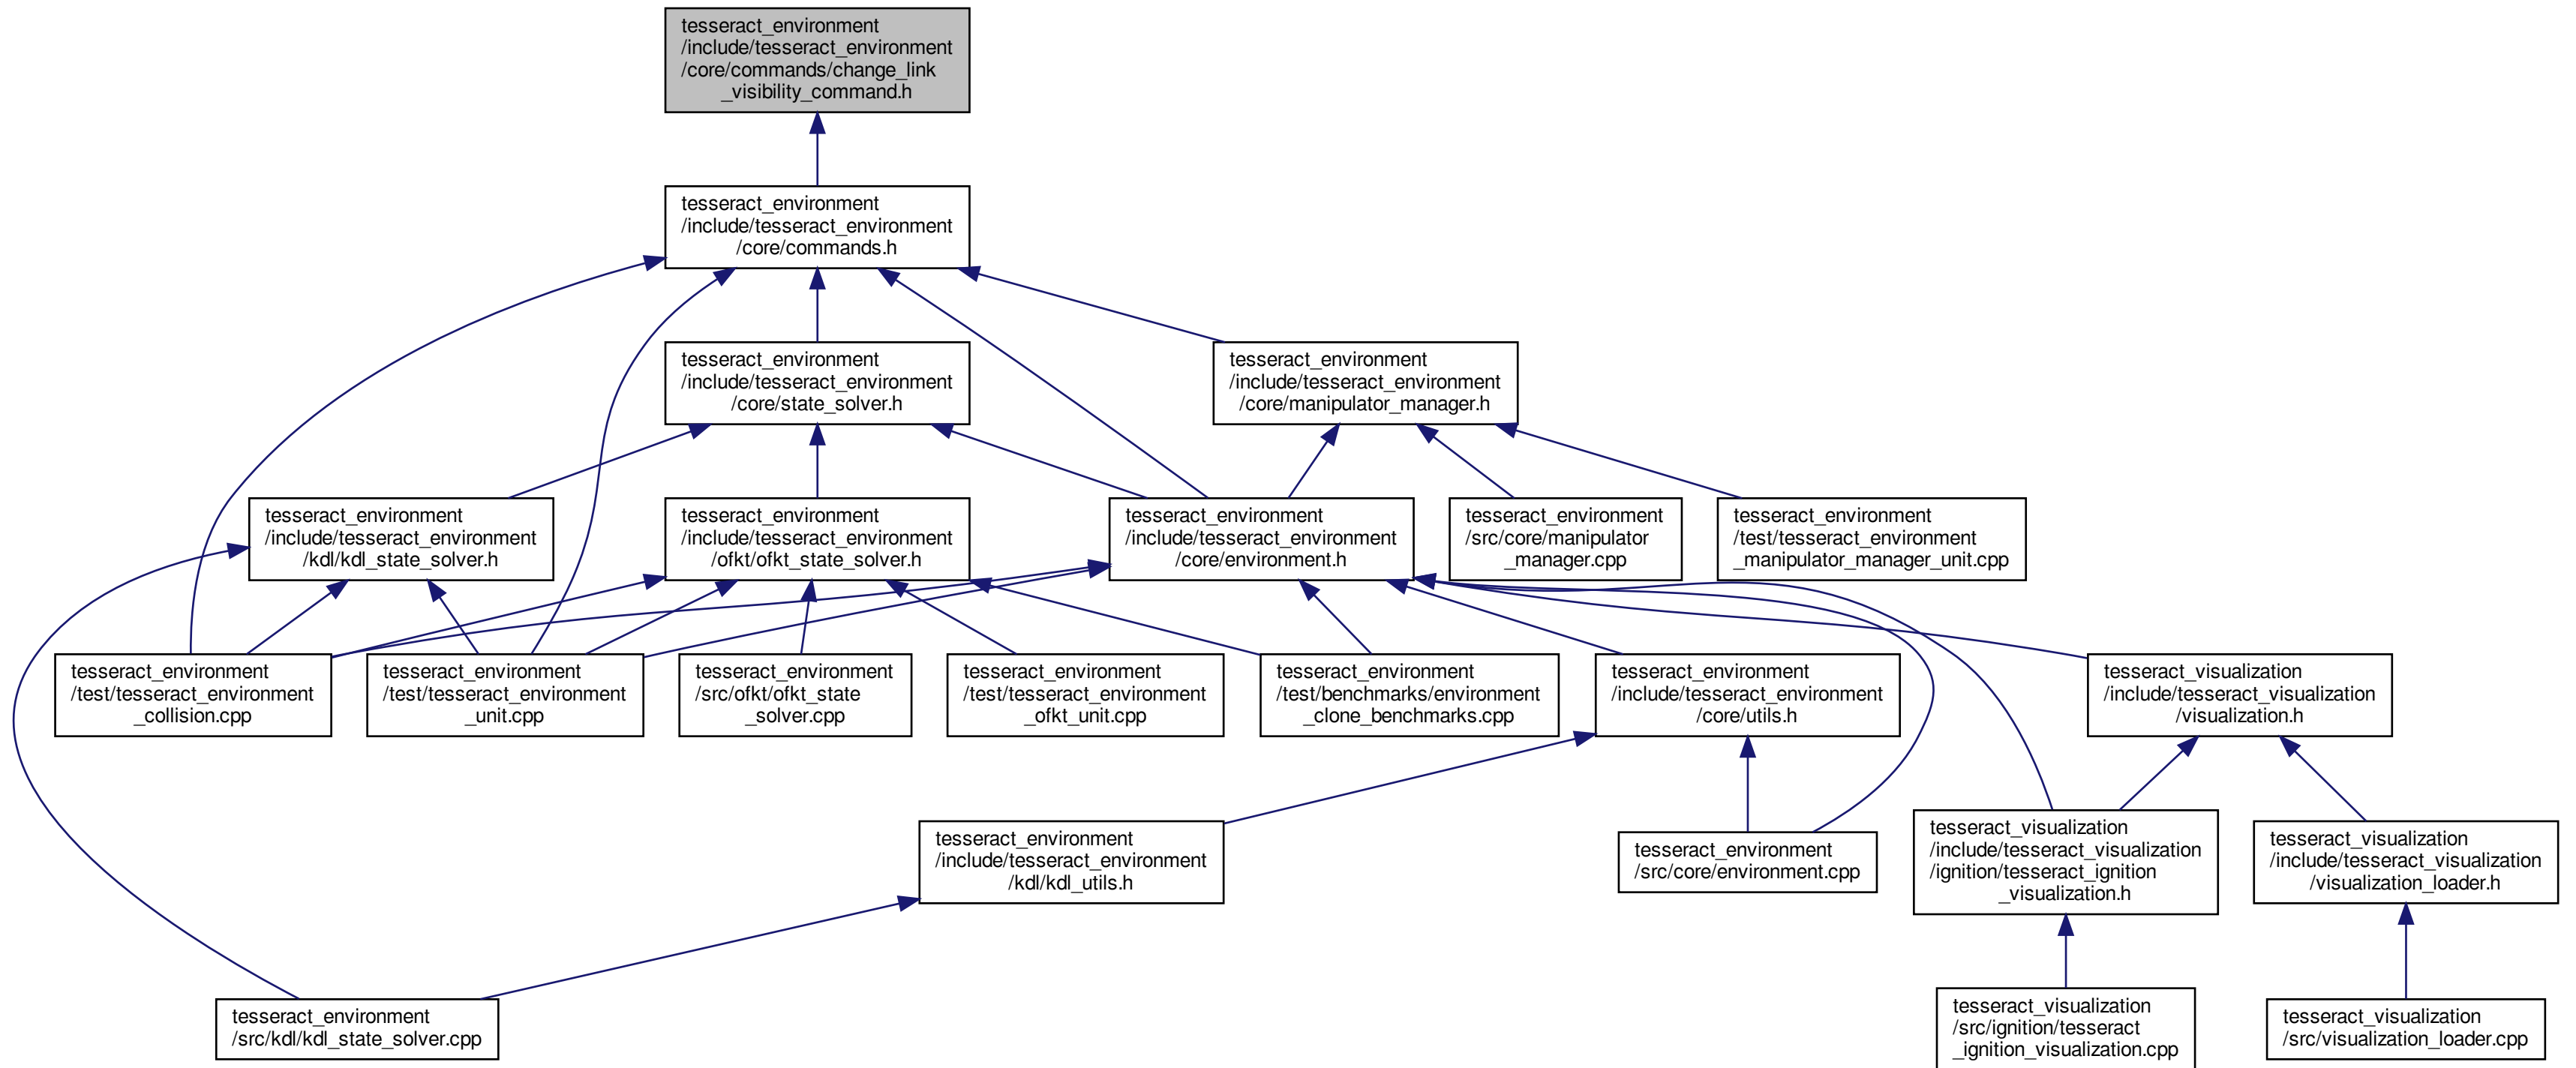 tesseract_environment
/include/tesseract_environment
/core/commands/change_link
_visibility_command.h
tesseract_environment
/include/tesseract_environment
/core/commands.h
tesseract_environment
/include/tesseract_environment
/core/state_solver.h
tesseract_environment
/include/tesseract_environment
/core/manipulator_manager.h
tesseract_environment
/include/tesseract_environment
/kdl/kdl_state_solver.h
tesseract_environment
/include/tesseract_environment
/ofkt/ofkt_state_solver.h
tesseract_environment
/include/tesseract_environment
/core/environment.h
tesseract_environment
/src/core/manipulator
_manager.cpp
tesseract_environment
/test/tesseract_environment
_manipulator_manager_unit.cpp
tesseract_environment
/test/tesseract_environment
_collision.cpp
tesseract_environment
/test/tesseract_environment
_unit.cpp
tesseract_environment
/src/ofkt/ofkt_state
_solver.cpp
tesseract_environment
/test/tesseract_environment
_ofkt_unit.cpp
tesseract_environment
/test/benchmarks/environment
_clone_benchmarks.cpp
tesseract_environment
/include/tesseract_environment
/core/utils.h
tesseract_visualization
/include/tesseract_visualization
/visualization.h
tesseract_environment
/include/tesseract_environment
/kdl/kdl_utils.h
tesseract_environment
/src/core/environment.cpp
tesseract_visualization
/include/tesseract_visualization
/ignition/tesseract_ignition
_visualization.h
tesseract_visualization
/include/tesseract_visualization
/visualization_loader.h
tesseract_environment
/src/kdl/kdl_state_solver.cpp
tesseract_visualization
/src/ignition/tesseract
_ignition_visualization.cpp
tesseract_visualization
/src/visualization_loader.cpp